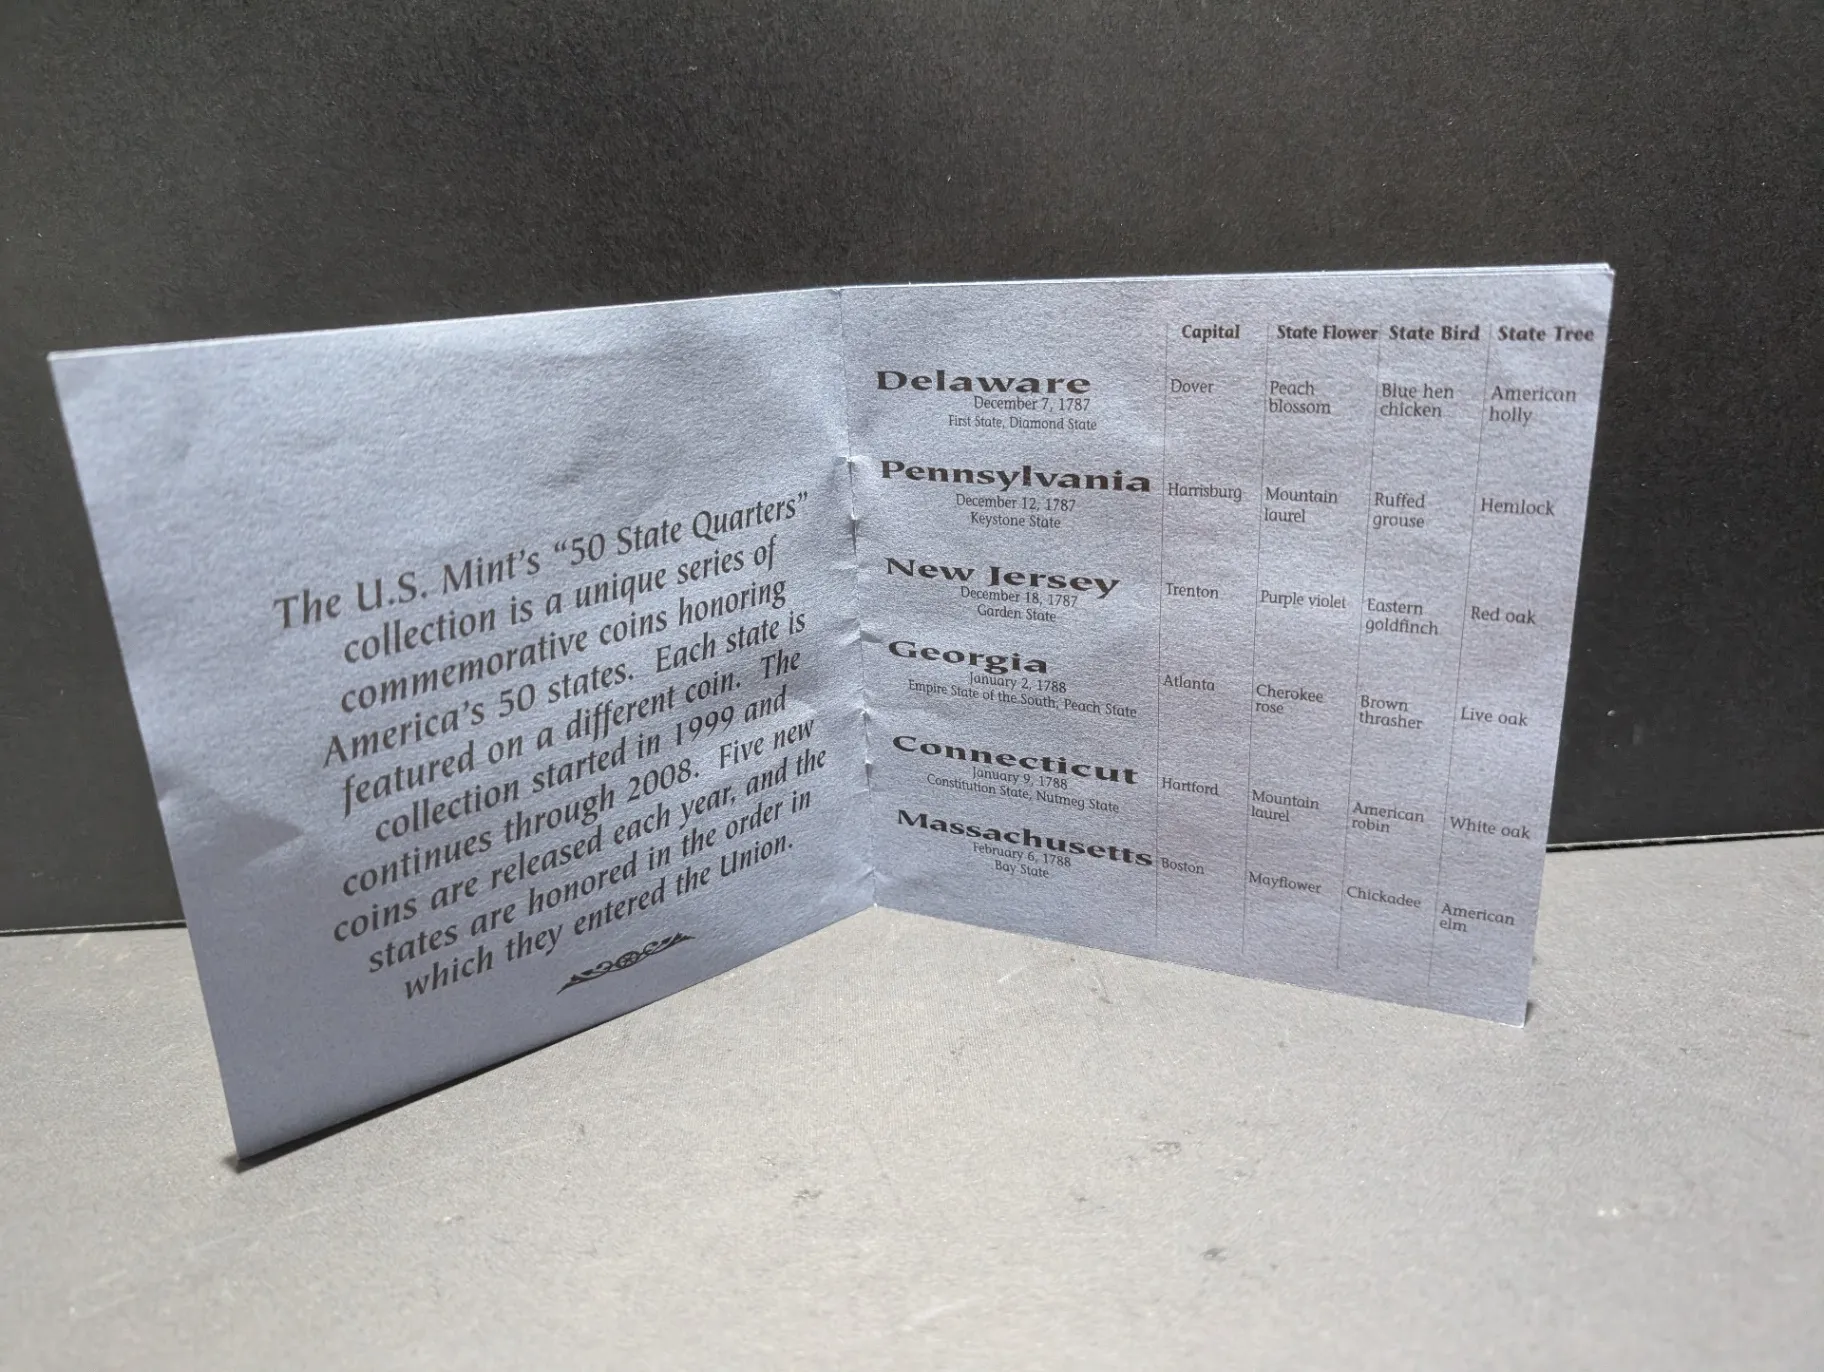 The U.S. Mint's "50 State Quarters"
collection is a unique series of
commemorative coins honoring
America's 50 states. Each state is
featured on a different coin. The
collection started in 1999 and
continues through 2008. Five new
coins are released each year, and the
states are honored in the order in
which they entered the Union.
Capital State Flower State Bird State Tree
Delaware
December 7, 1787
First State, Diamond State
Dover
Peach
blossom
Blue hen
chicken
American
holly
Pennsylvania
December 12, 1787
Keystone State
Harrisburg
Mountain
laurel
Ruffed
grouse
Hemlock
New Jersey
December 18, 1787
Garden State
Trenton
Purple violet
Eastern
goldfinch
Red oak
Georgia
January 2, 1788
Empire State of the South, Peach State
Atlanta
Cherokee
rose
Brown
thrasher
Live oak
Connecticut
January 9, 1788
Constitution State, Nutmeg State
Hartford
Mountain
laurel
American
robin
White oak
Massachusetts
February 6, 1788
Bay State
Boston
Mayflower
Chickadee
American
elm